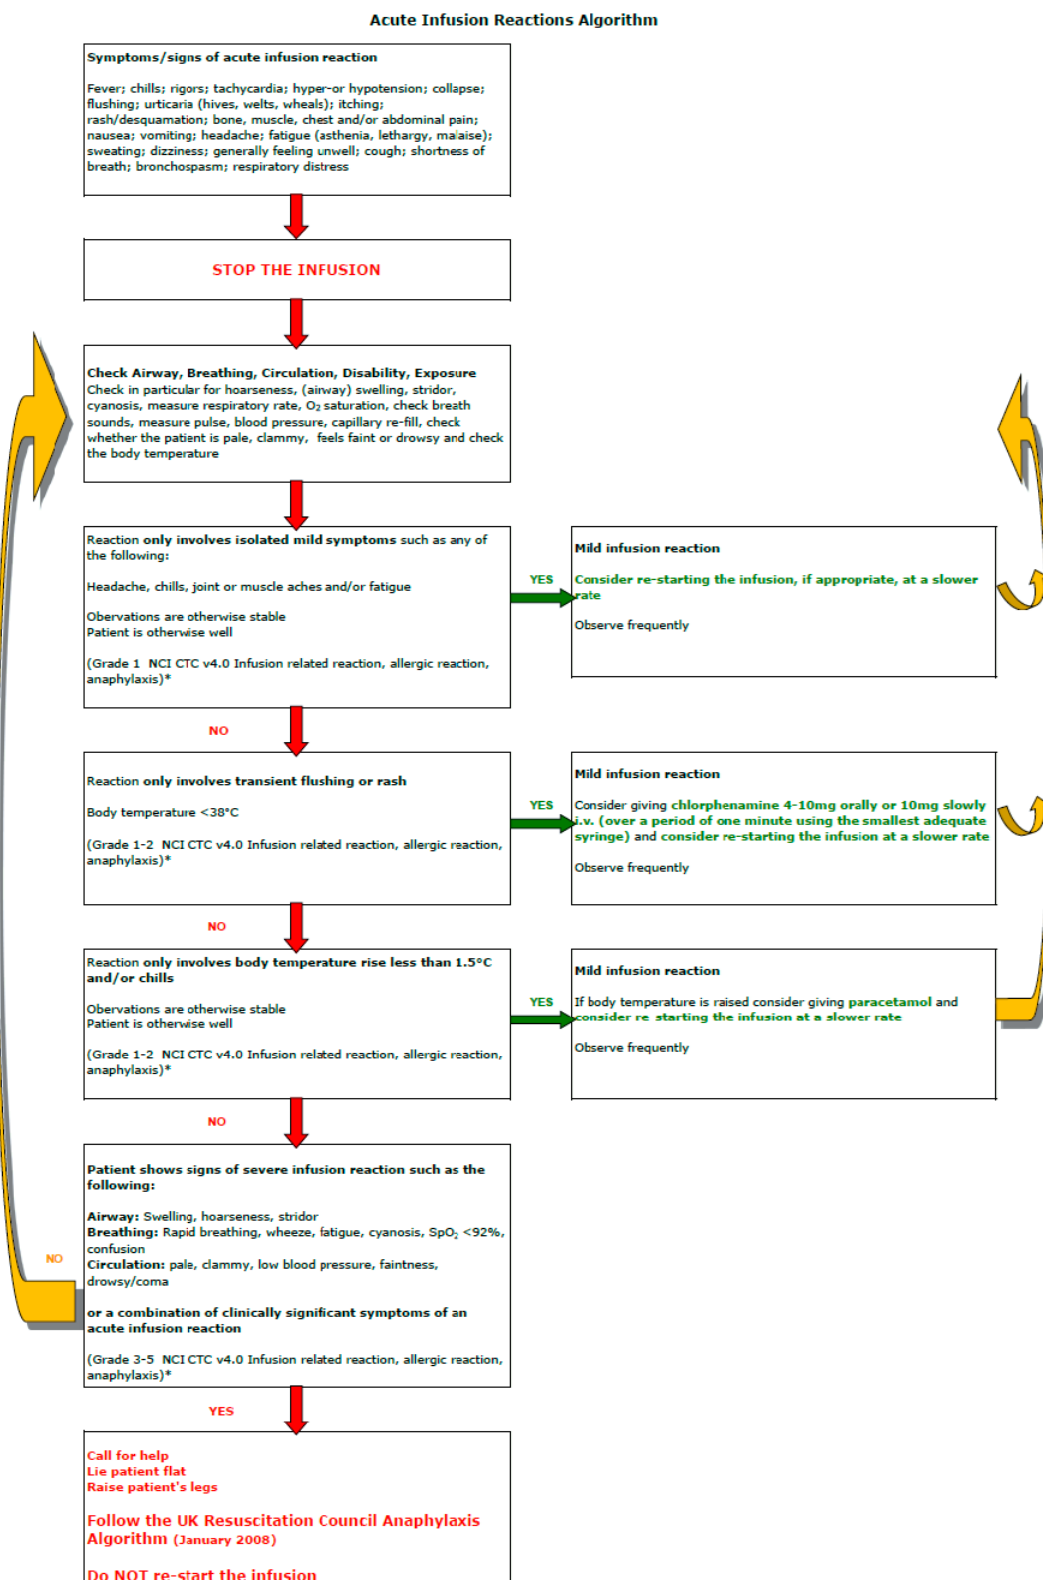 Acute Infusion Reactions Algorithm
Symptoms/signs of acute infusion reaction
Fever; chills; rigors; tachycardia; hyper-or hypotension; collapse;
flushing; urticaria (hives, welts, wheals); itching;
rash/desquamation; bone, muscle, chest and/or abdominal pain;
nausea; vomiting; headache; fatigue (asthenia, lethargy, malaise);
sweating; dizziness; generally feeling unwell; cough; shortness of
breath; bronchospasm; respiratory distress
STOP THE INFUSION
Check Airway, Breathing, Circulation, Disability, Exposure
Check in particular for hoarseness, (airway) swelling, stridor,
cyanosis, measure respiratory rate, O₂ saturation, check breath
sounds, measure pulse, blood pressure, capillary re-fill, check
whether the patient is pale, clammy, feels faint or drowsy and check
the body temperature
Reaction only involves isolated mild symptoms such as any of
the following:
Headache, chills, joint or muscle aches and/or fatigue
Obervations are otherwise stable
Patient is otherwise well
(Grade 1 NCI CTC v4.0 Infusion related reaction, allergic reaction,
anaphylaxis)*
YES
Mild infusion reaction
Consider re-starting the infusion, if appropriate, at a slower
rate
Observe frequently
NO
Reaction only involves transient flushing or rash
Body temperature <38°C
(Grade 1-2 NCI CTC v4.0 Infusion related reaction, allergic reaction,
anaphylaxis)*
YES
Mild infusion reaction
Consider giving chlorphenamine 4-10mg orally or 10mg slowly
i.v. (over a period of one minute using the smallest adequate
syringe) and consider re-starting the infusion at a slower rate
Observe frequently
NO
Reaction only involves body temperature rise less than 1.5°C
and/or chills
Obervations are otherwise stable
Patient is otherwise well
(Grade 1-2 NCI CTC v4.0 Infusion related reaction, allergic reaction,
anaphylaxis)*
YES
Mild infusion reaction
If body temperature is raised consider giving paracetamol and
consider re-starting the infusion at a slower rate
Observe frequently
NO
Patient shows signs of severe infusion reaction such as the
following:
Airway: Swelling, hoarseness, stridor
Breathing: Rapid breathing, wheeze, fatigue, cyanosis, SpO₂ <92%,
confusion
Circulation: pale, clammy, low blood pressure, faintness,
drowsy/coma
or a combination of clinically significant symptoms of an
acute infusion reaction
(Grade 3-5 NCI CTC v4.0 Infusion related reaction, allergic reaction,
anaphylaxis)*
NO
YES
Call for help
Lie patient flat
Raise patient's legs
Follow the UK Resuscitation Council Anaphylaxis
Algorithm (January 2008)
Do NOT re-start the infusion